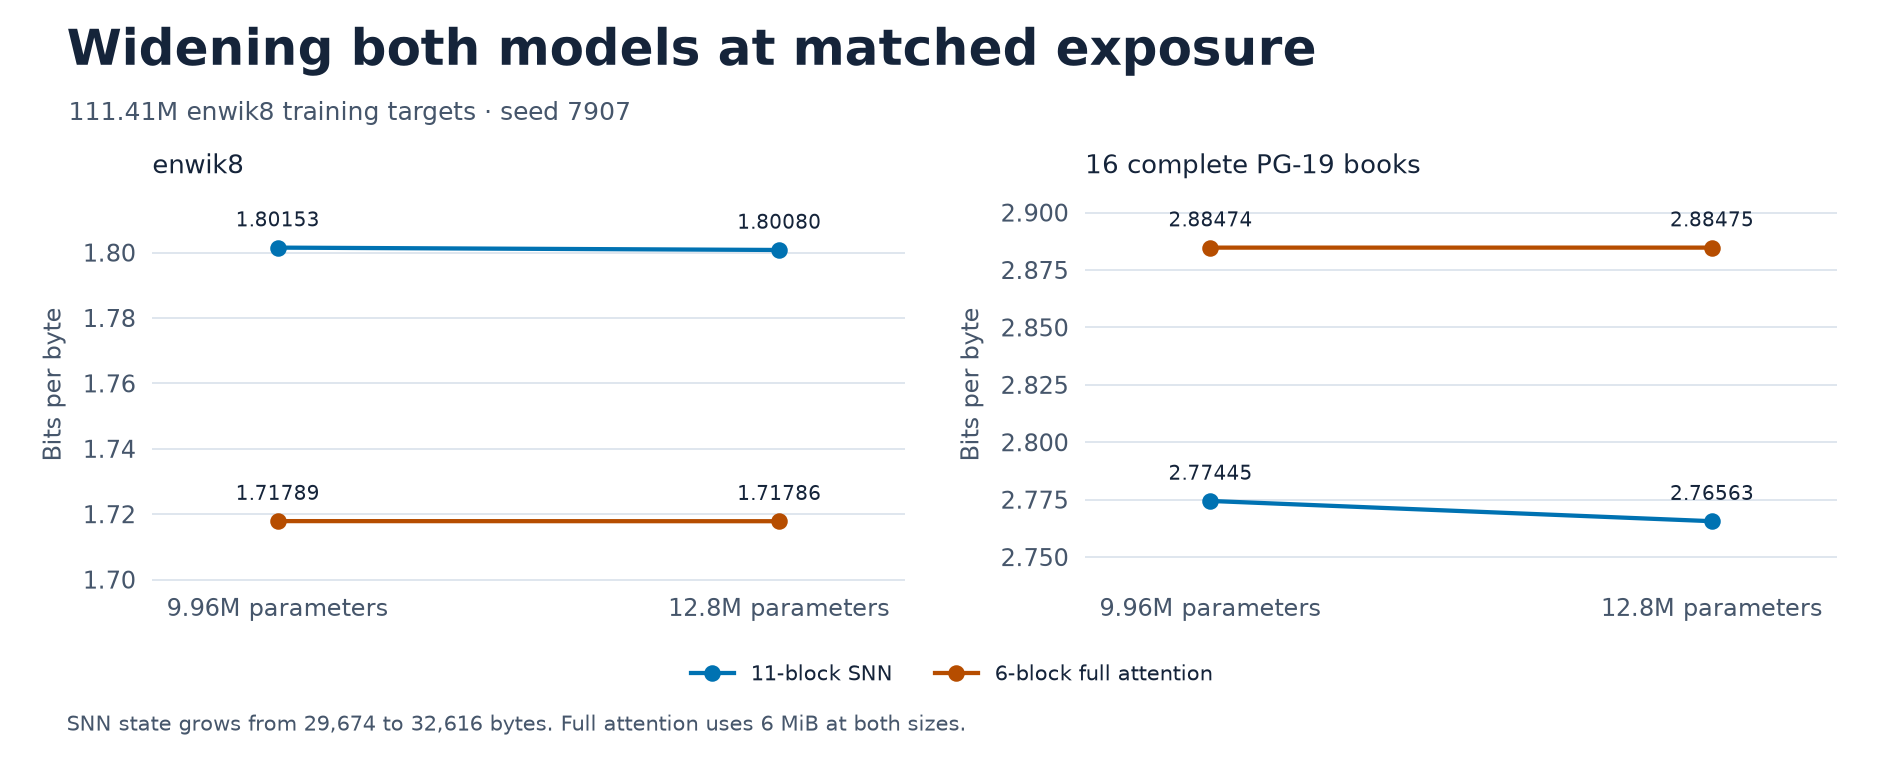 Widening both models at matched exposure
111.41M enwik8 training targets · seed 7907
enwik8
1.80153
1.80080
1.80
1.78
1.76
1.74
1.72
1.70
1.71789
1.71786
Bits per byte
9.96M parameters
12.8M parameters
16 complete PG-19 books
2.900
2.875
2.850
2.825
2.800
2.775
2.750
2.88474
2.88475
2.77445
2.76563
Bits per byte
9.96M parameters
12.8M parameters
11-block SNN
6-block full attention
SNN state grows from 29,674 to 32,616 bytes. Full attention uses 6 MiB at both sizes.